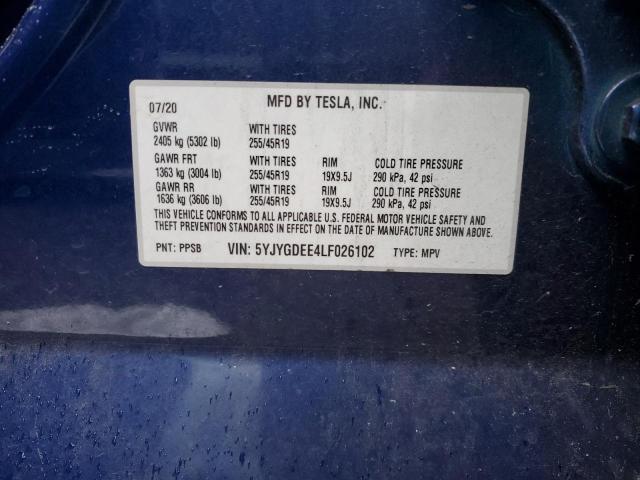 07/20 MFD BY TESLA, INC.
GVWR WITH TIRES
2405 kg (5302 lb) 255/45R19
GAWR FRT WITH TIRES RIM COLD TIRE PRESSURE
1363 kg (3004 lb) 255/45R19 19X9.5J 290 kPa, 42 psi
GAWR RR WITH TIRES RIM COLD TIRE PRESSURE
1636 kg (3606 lb) 255/45R19 19X9.5J 290 kPa, 42 psi
THIS VEHICLE CONFORMS TO ALL APPLICABLE U.S. FEDERAL MOTOR VEHICLE SAFETY AND
THEFT PREVENTION STANDARDS IN EFFECT ON THE DATE OF MANUFACTURE SHOWN ABOVE.
PNT: PPSB VIN: 5YJYGDEE4LF026102 TYPE: MPV